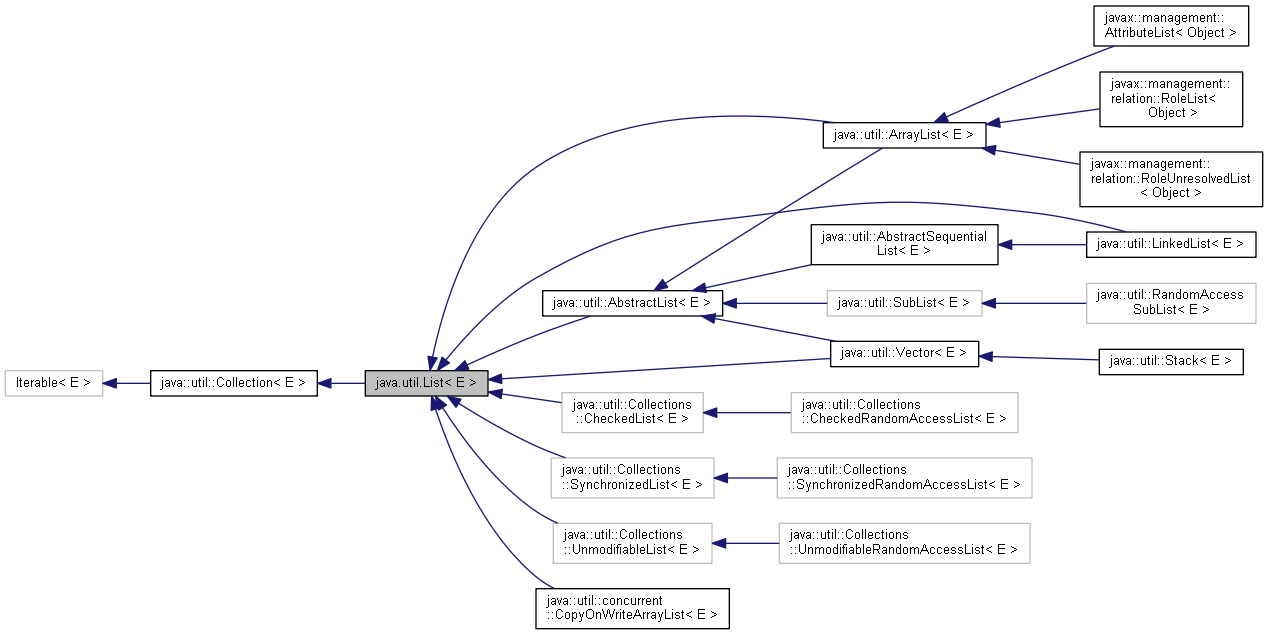 javax::management::
AttributeList< Object >
javax::management::
relation::RoleList<
Object >
java::util::ArrayList< E >
javax::management::
relation::RoleUnresolvedList
< Object >
java::util::AbstractSequential
List< E >
java::util::LinkedList< E >
java::util::AbstractList< E >
java::util::SubList< E >
java::util::RandomAccess
SubList< E >
java::util::Vector< E >
java::util::Stack< E >
Iterable< E >
java::util::Collection< E >
java.util.List< E >
java::util::Collections
::CheckedList< E >
java::util::Collections
::CheckedRandomAccessList< E >
java::util::Collections
::SynchronizedList< E >
java::util::Collections
::SynchronizedRandomAccessList< E >
java::util::Collections
::UnmodifiableList< E >
java::util::Collections
::UnmodifiableRandomAccessList< E >
java::util::concurrent
::CopyOnWriteArrayList< E >